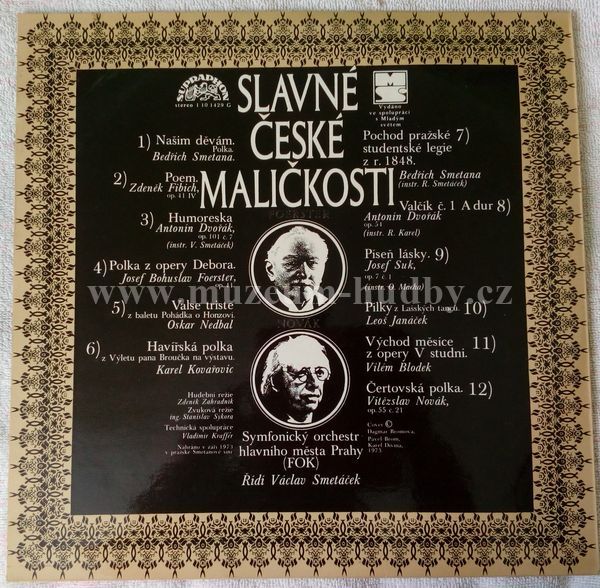 SUPRAPHON
stereo 1 10 1429 G
SLAVNÉ
ČESKÉ
MALIČKOSTI
MS
Vydáno
ve spolupráci
s Mladým
světem
1) Našim děvám.
Polka.
Bedřich Smetana.
2) Poem.
Zdeněk Fibich,
op. 41 IV
3) Humoreska
Antonín Dvořák,
op. 101 č. 7
(instr. V. Smetáček)
4) Polka z opery Debora.
Josef Bohuslav Foerster,
5) Valse triste
z baletu Pohádka o Honzovi.
Oskar Nedbal
6) Havířská polka
z Výletu pana Broučka na výstavu.
Karel Kovařovic
Hudební režie
Zdeněk Zahradník
Zvuková režie
ing. Stanislav Sýkora
Technická spolupráce
Vladimír Kroffer
Nahráno v září 1973
v pražské Smetanově síni
FOERSTER
NOVÁK
Symfonický orchestr
hlavního města Prahy
(FOK)
Řídí Václav Smetáček
Pochod pražské 7)
studentské legie
z r. 1848.
Bedřich Smetana
(instr. R. Smetáček)
Valčík č. 1 A dur 8)
Antonín Dvořák
op. 54
(instr. R. Karel)
Píseň lásky. 9)
Josef Suk,
op. 7 č. 1
(instr. O. Macha)
Pilky z Lašských tanců. 10)
Leoš Janáček
Východ měsíce 11)
z opery V studni.
Vilém Blodek
Čertovská polka. 12)
Vítězslav Novák,
op. 55 č. 21
Cover ©
Dagmar Bromová,
Pavel Brom,
Karel Dirina,
1973
www.muzeum-hudby.cz